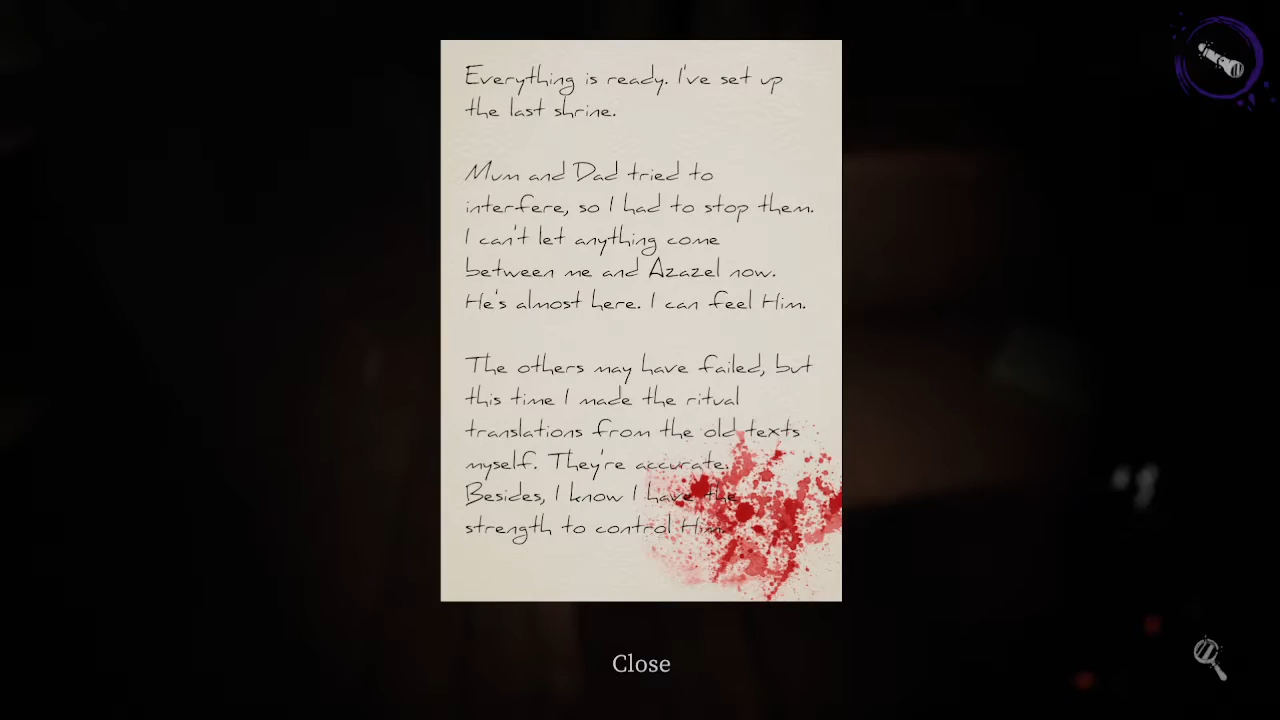 Everything is ready. I've set up
the last shrine.
Mum and Dad tried to
interfere, so I had to stop them.
I can't let anything come
between me and Azazel now.
He's almost here. I can feel Him.
The others may have failed, but
this time I made the ritual
translations from the old texts
myself. They're accurate.
Besides, I know I have the
strength to control Him.
Close